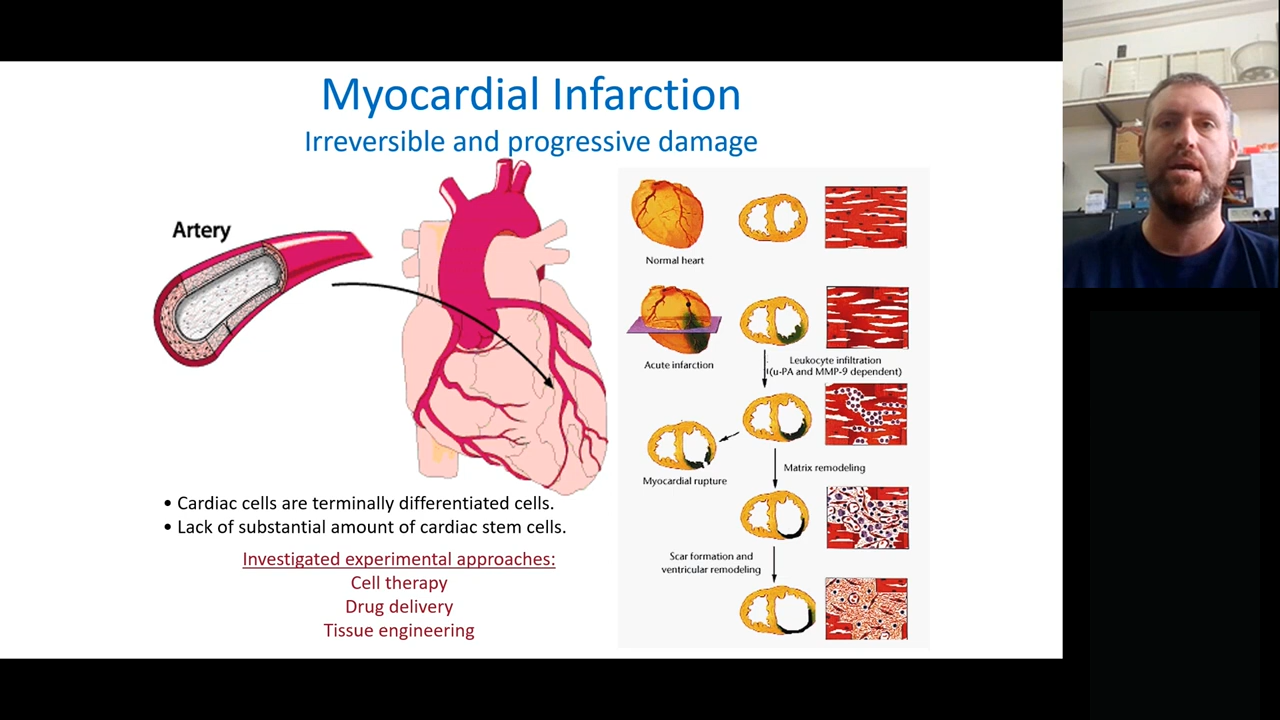 Myocardial Infarction
Irreversible and progressive damage
Artery
• Cardiac cells are terminally differentiated cells.
• Lack of substantial amount of cardiac stem cells.
Investigated experimental approaches:
Cell therapy
Drug delivery
Tissue engineering
Normal heart
Acute infarction
Leukocyte infiltration
(u-PA and MMP-9 dependent)
Myocardial rupture
Matrix remodeling
Scar formation and
ventricular remodeling